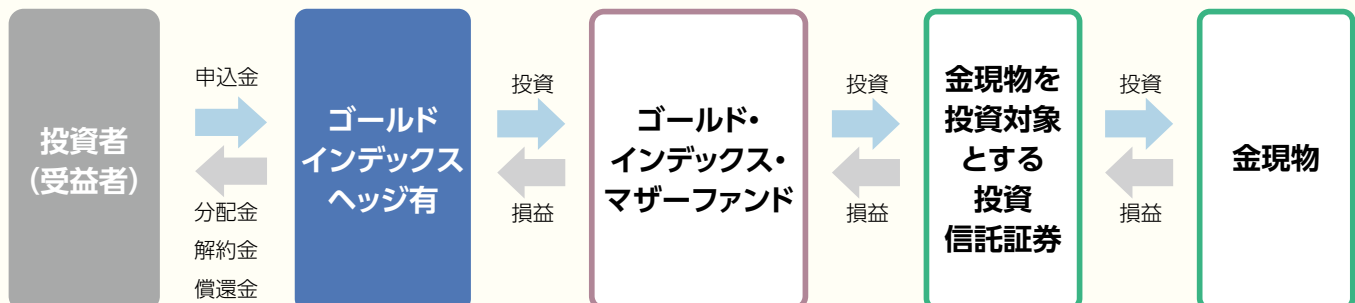 投資者
（受益者）
申込金
分配金
解約金
償還金
ゴールド
インデックス
ヘッジ有
投資
損益
ゴールド・
インデックス・
マザーファンド
投資
損益
金現物を
投資対象
とする
投資
信託証券
投資
損益
金現物